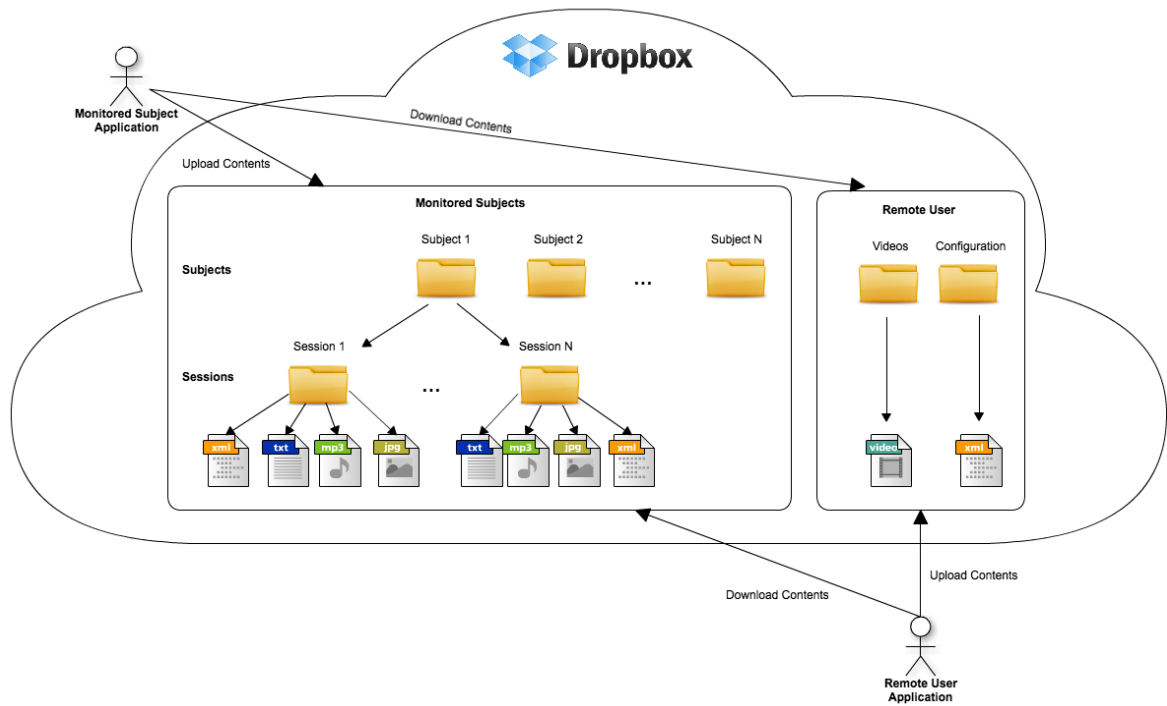 Dropbox
Monitored Subject
Application
Download Contents
Upload Contents
Monitored Subjects
Remote User
Subject 1
Subject 2
Subject N
Videos
Configuration
Subjects
...
Session 1
Session N
Sessions
...
xml
txt
mp3
jpg
txt
mp3
jpg
xml
video
xml
Upload Contents
Download Contents
Remote User
Application